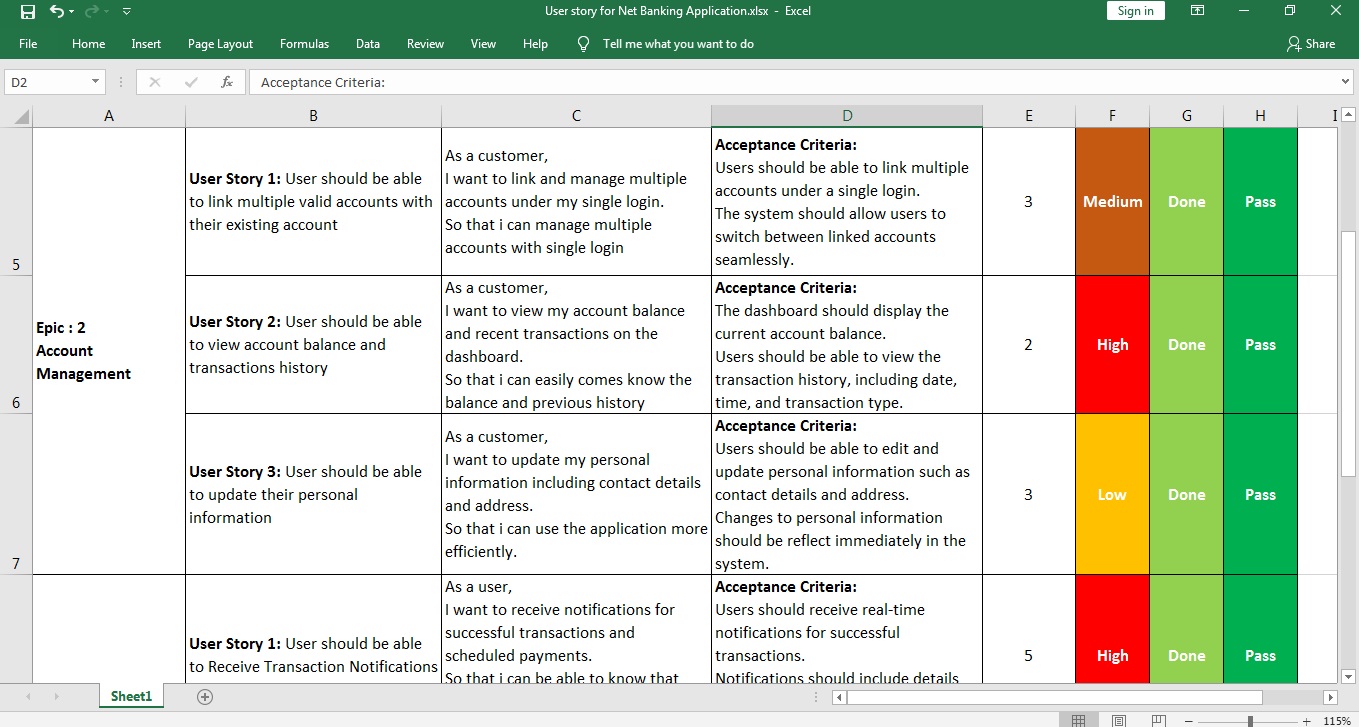 User story for Net Banking Application.xlsx - Excel
Sign in
File Home Insert Page Layout Formulas Data Review View Help Tell me what you want to do Share
D2 fx Acceptance Criteria:
A B C D E F G H I
5
Epic : 2
Account
Management
User Story 1: User should be able
to link multiple valid accounts with
their existing account
As a customer,
I want to link and manage multiple
accounts under my single login.
So that i can manage multiple
accounts with single login
Acceptance Criteria:
Users should be able to link multiple
accounts under a single login.
The system should allow users to
switch between linked accounts
seamlessly.
3 Medium Done Pass
6
User Story 2: User should be able
to view account balance and
transactions history
As a customer,
I want to view my account balance
and recent transactions on the
dashboard.
So that i can easily comes know the
balance and previous history
Acceptance Criteria:
The dashboard should display the
current account balance.
Users should be able to view the
transaction history, including date,
time, and transaction type.
2 High Done Pass
7
User Story 3: User should be able
to update their personal
information
As a customer,
I want to update my personal
information including contact details
and address.
So that i can use the application more
efficiently.
Acceptance Criteria:
Users should be able to edit and
update personal information such as
contact details and address.
Changes to personal information
should be reflect immediately in the
system.
3 Low Done Pass
User Story 1: User should be able
to Receive Transaction Notifications
As a user,
I want to receive notifications for
successful transactions and
scheduled payments.
So that i can be able to know that
Acceptance Criteria:
Users should receive real-time
notifications for successful
transactions.
Notifications should include details
5 High Done Pass
Sheet1
115%